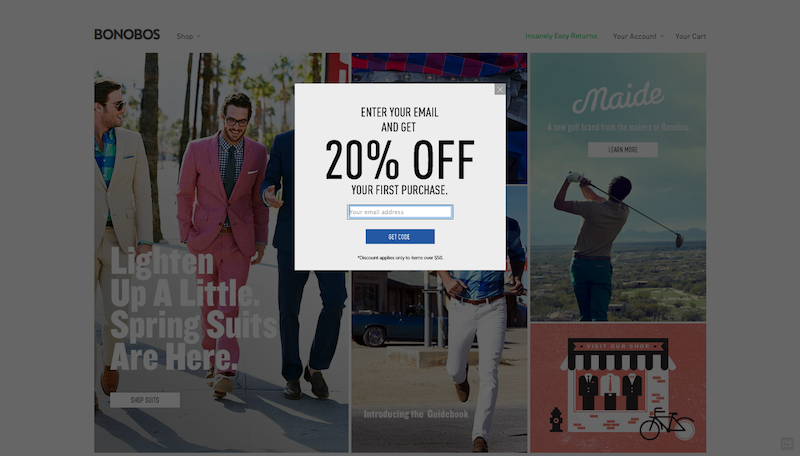 BONOBOS
Shop
Insanely Easy Returns
Your Account
Your Cart
ENTER YOUR EMAIL
AND GET
20% OFF
YOUR FIRST PURCHASE.
Your email address
GET CODE
*Discount applies only to items over $50.
Lighten
Up A Little.
Spring Suits
Are Here.
SHOP SUITS
Introducing the Guidebook
Maide
A new golf brand from the makers of Bonobos.
LEARN MORE
VISIT OUR SHOP